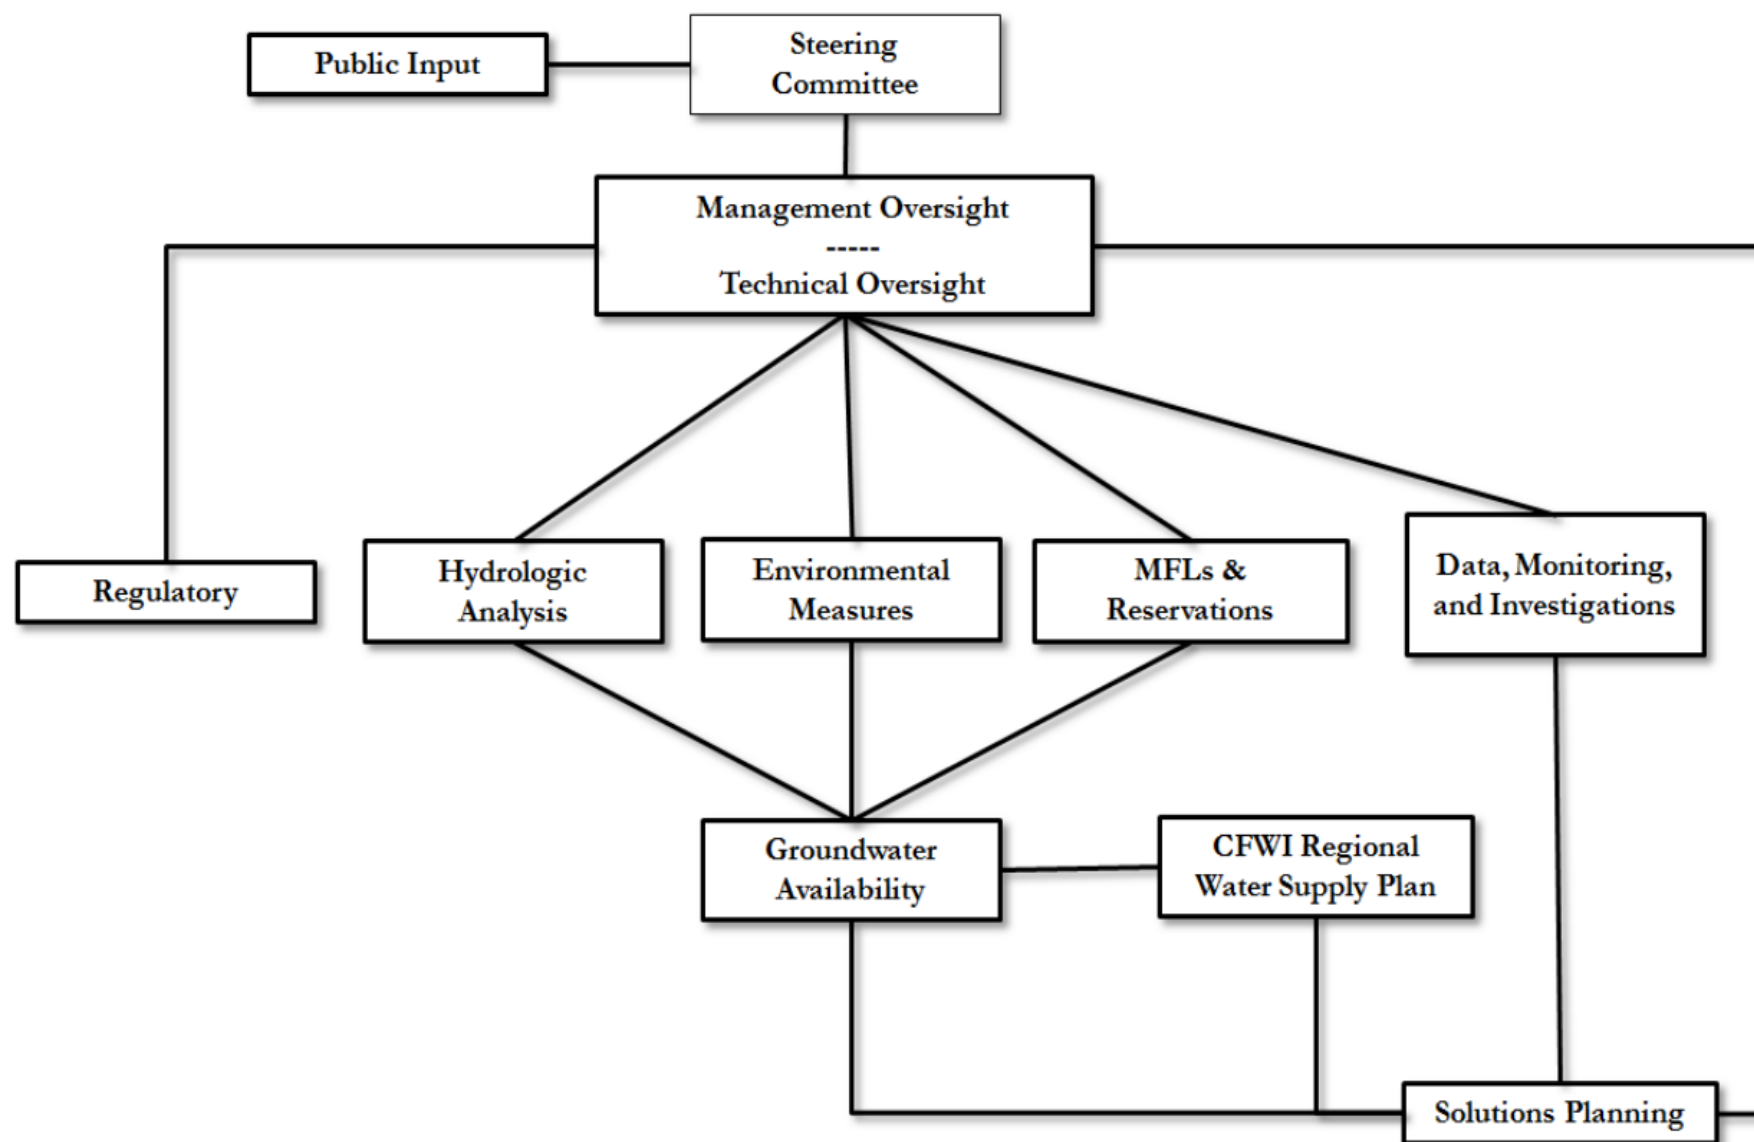 Public Input
Steering
Committee
Management Oversight
-----
Technical Oversight
Regulatory
Hydrologic
Analysis
Environmental
Measures
MFLs &
Reservations
Data, Monitoring,
and Investigations
Groundwater
Availability
CFWI Regional
Water Supply Plan
Solutions Planning